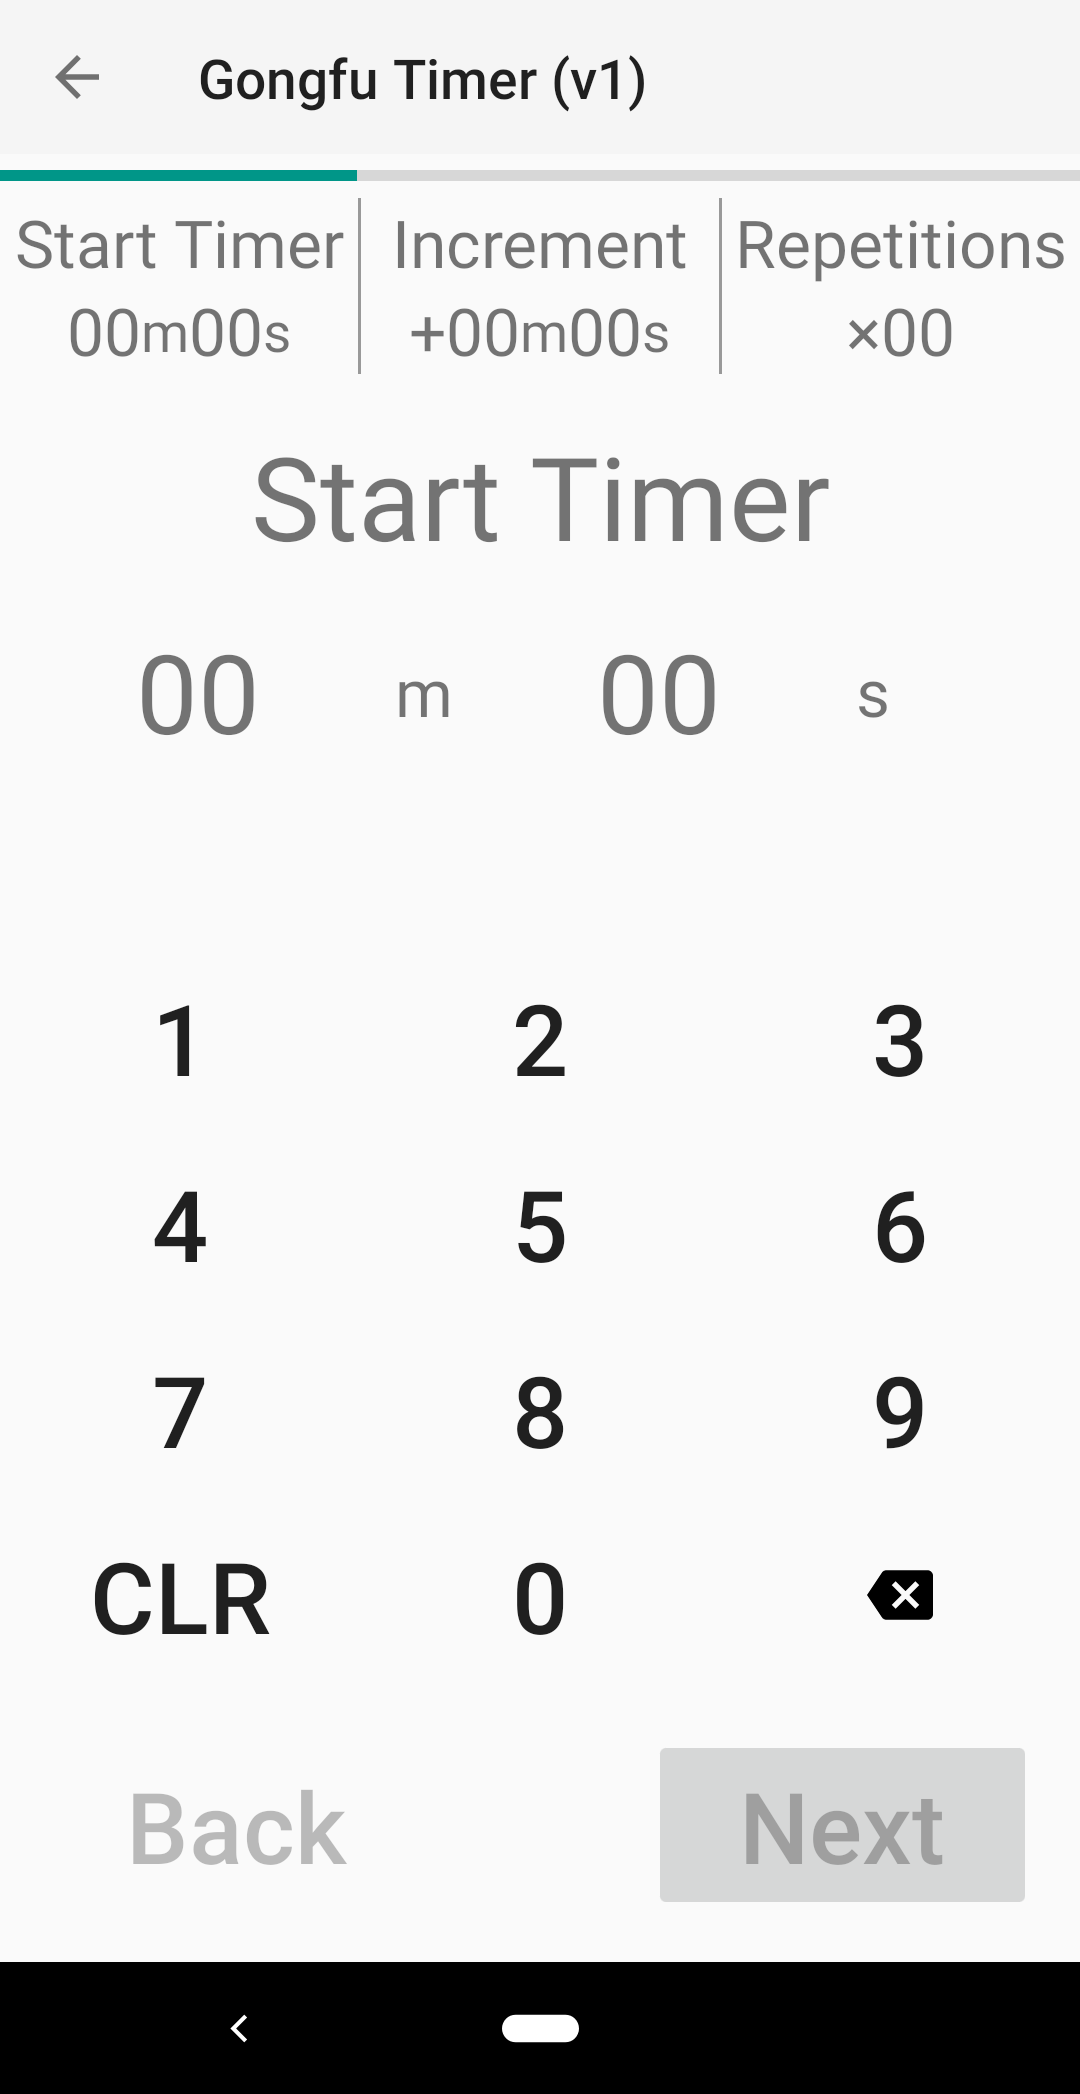 Gongfu Timer (v1)
Start Timer Increment Repetitions
00m00s +00m00s ×00
Start Timer
00 m 00 s
1 2 3
4 5 6
7 8 9
CLR 0
Back Next